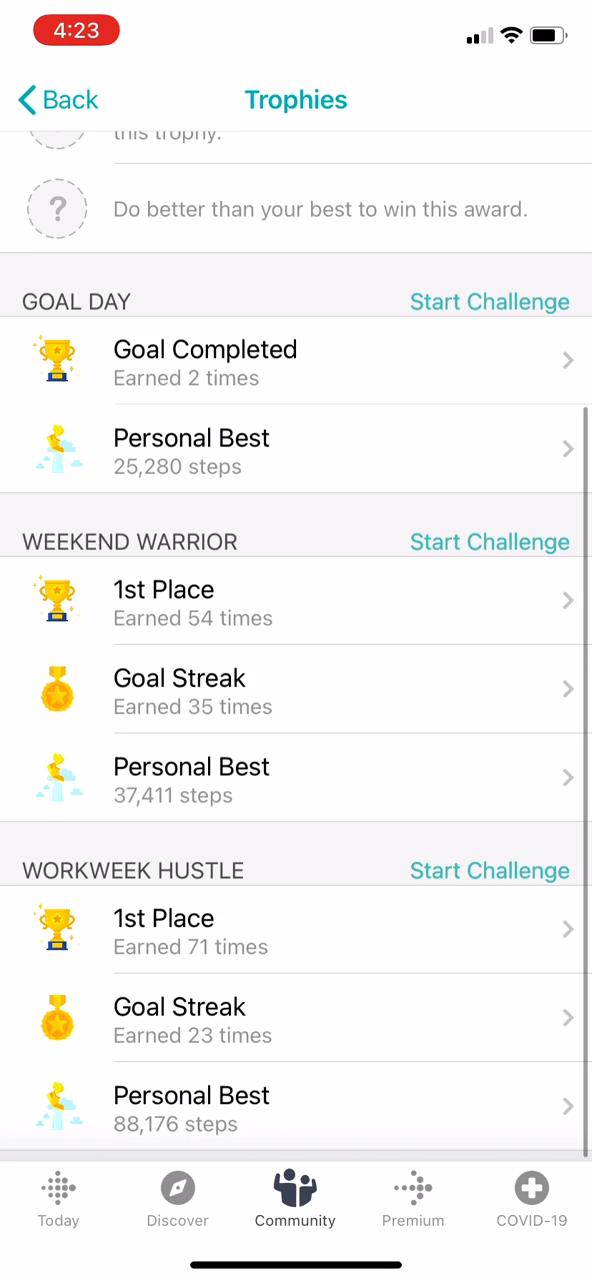 4:23
Back
Trophies
this trophy.
?
Do better than your best to win this award.
GOAL DAY
Start Challenge
Goal Completed
Earned 2 times
Personal Best
25,280 steps
WEEKEND WARRIOR
Start Challenge
1st Place
Earned 54 times
Goal Streak
Earned 35 times
Personal Best
37,411 steps
WORKWEEK HUSTLE
Start Challenge
1st Place
Earned 71 times
Goal Streak
Earned 23 times
Personal Best
88,176 steps
Today
Discover
Community
Premium
COVID-19